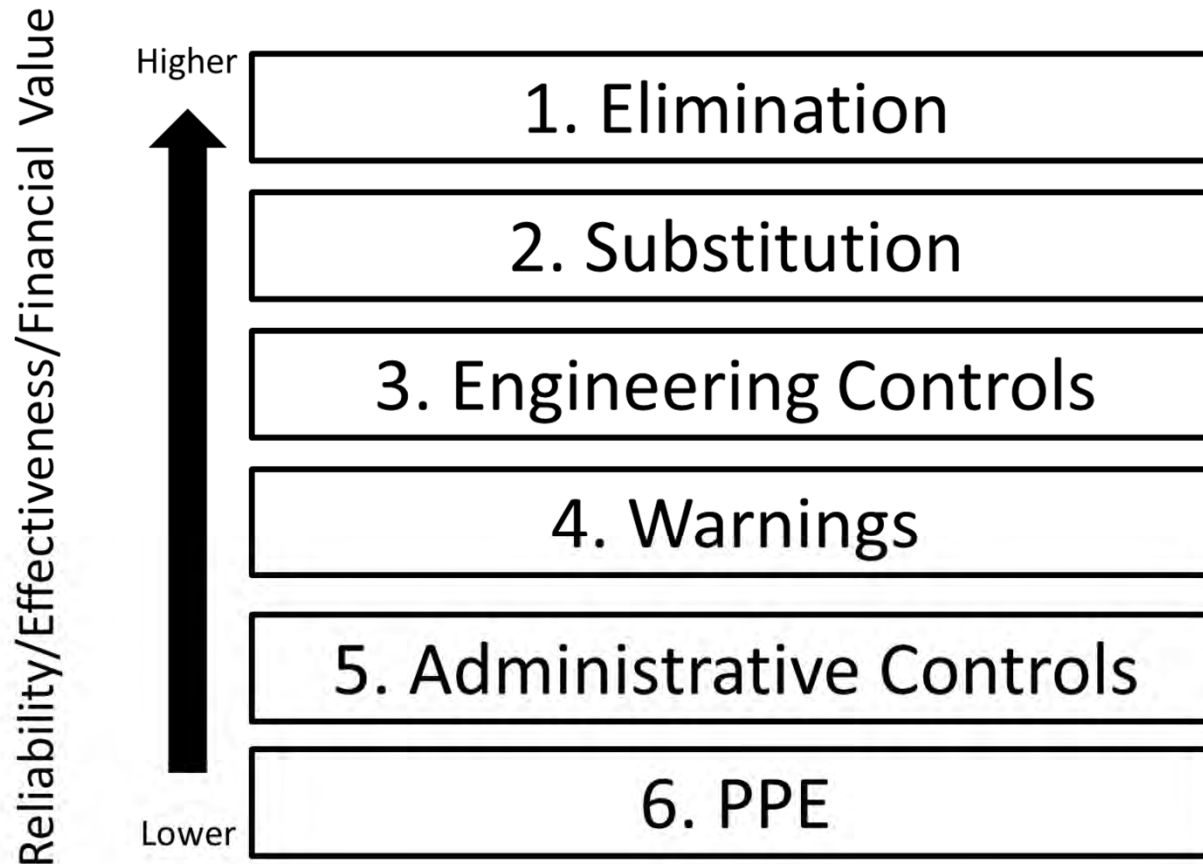 Reliability/Effectiveness/Financial Value
Higher
1. Elimination
2. Substitution
3. Engineering Controls
4. Warnings
5. Administrative Controls
6. PPE
Lower